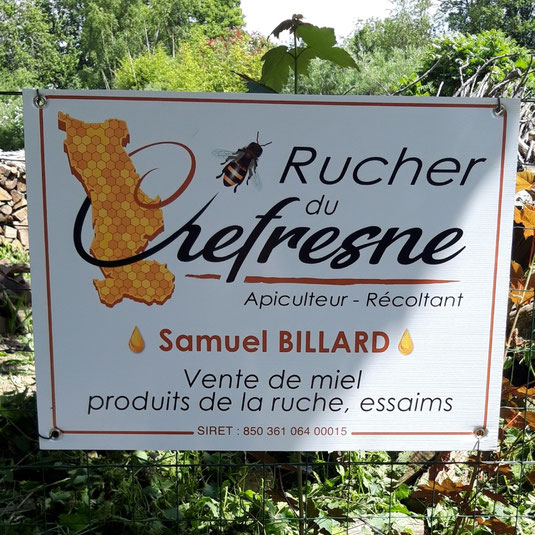 Rucher
du
Chefresne
Apiculteur - Récoltant
Samuel BILLARD
Vente de miel
produits de la ruche, essaims
SIRET : 850 361 064 00015